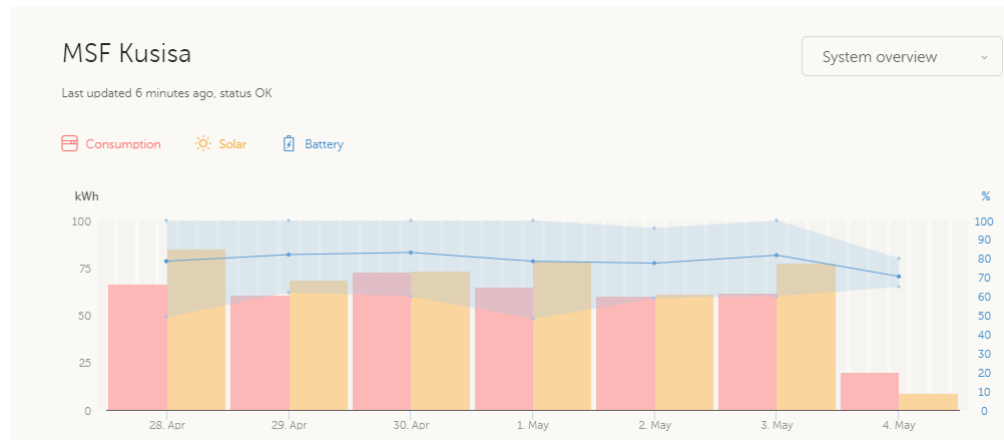 MSF Kusisa
System overview
Last updated 6 minutes ago, status OK
Consumption Solar Battery
kWh %
100 100
90
75 80
70
50 60
50
25 40
30
20
10
0 0
28. Apr 29. Apr 30. Apr 1. May 2. May 3. May 4. May